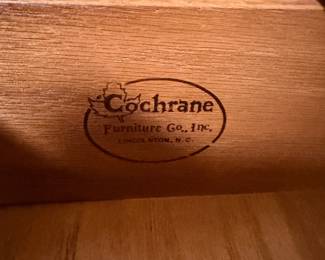 Cochrane
Furniture Co., Inc.
LINCOLNTON, N.C.